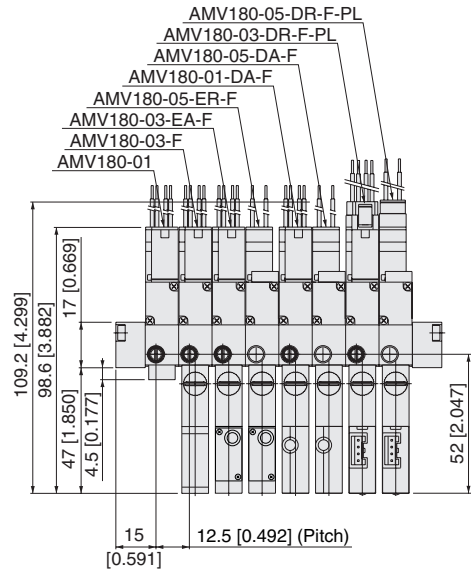 AMV180-05-DR-F-PL
AMV180-03-DR-F-PL
AMV180-05-DA-F
AMV180-01-DA-F
AMV180-05-ER-F
AMV180-03-EA-F
AMV180-03-F
AMV180-01
109.2 [4.299]
98.6 [3.882]
17 [0.669]
47 [1.850]
4.5 [0.177]
52 [2.047]
15
[0.591]
12.5 [0.492] (Pitch)